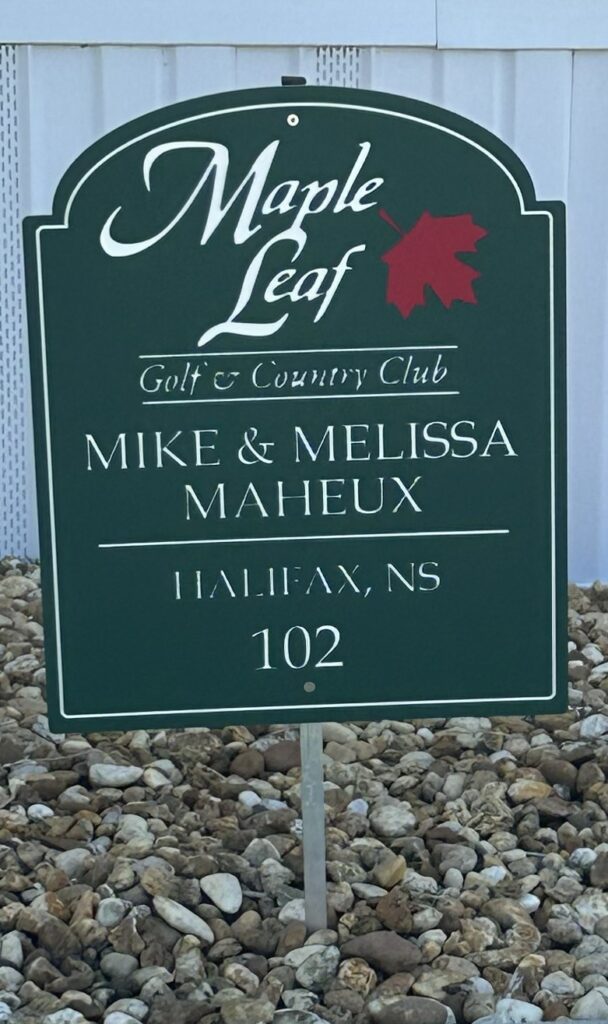 Maple
Leaf
Golf & Country Club
MIKE & MELISSA
MAHEUX
HALIFAX, NS
102